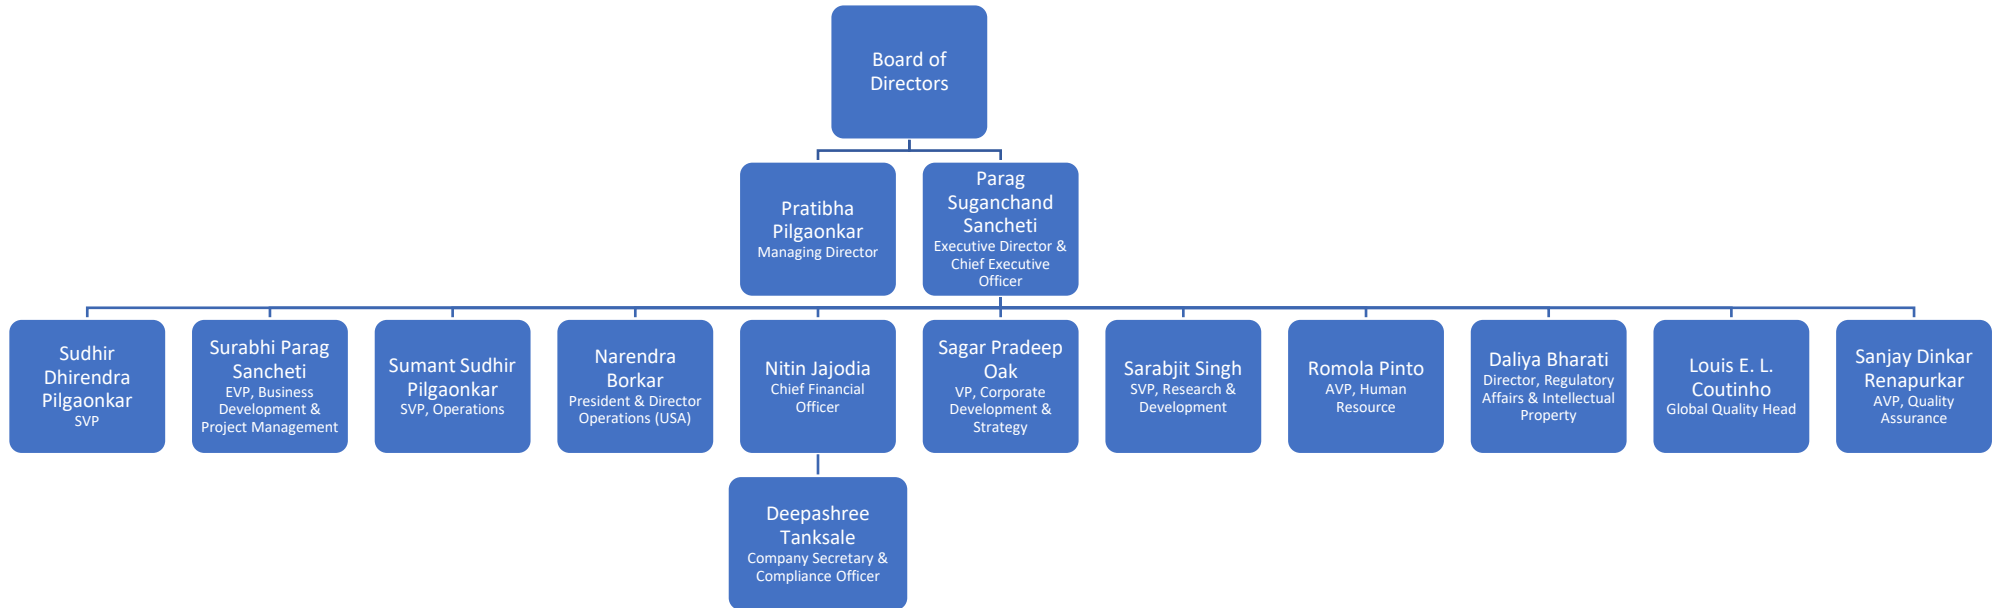 Board of
Directors
Pratibha
Pilgaonkar
Managing Director
Parag
Suganchand
Sancheti
Executive Director &
Chief Executive
Officer
Sudhir
Dhirendra
Pilgaonkar
SVP
Surabhi Parag
Sancheti
EVP, Business
Development &
Project Management
Sumant Sudhir
Pilgaonkar
SVP, Operations
Narendra
Borkar
President & Director
Operations (USA)
Nitin Jajodia
Chief Financial
Officer
Sagar Pradeep
Oak
VP, Corporate
Development &
Strategy
Sarabjit Singh
SVP, Research &
Development
Romola Pinto
AVP, Human
Resource
Daliya Bharati
Director, Regulatory
Affairs & Intellectual
Property
Louis E. L.
Coutinho
Global Quality Head
Sanjay Dinkar
Renapurkar
AVP, Quality
Assurance
Deepashree
Tanksale
Company Secretary &
Compliance Officer